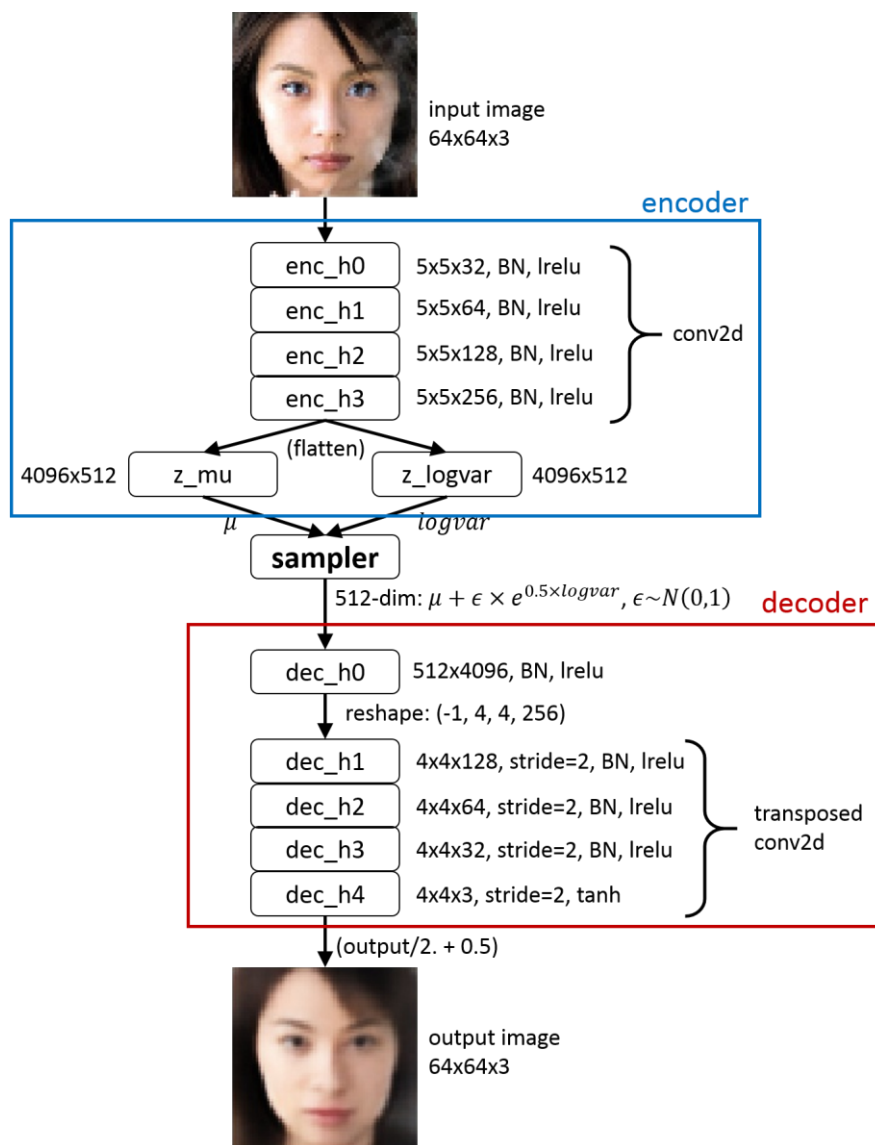 input image
64x64x3
encoder
enc_h0
5x5x32, BN, lrelu
enc_h1
5x5x64, BN, lrelu
enc_h2
5x5x128, BN, lrelu
enc_h3
5x5x256, BN, lrelu
conv2d
(flatten)
4096x512
z_mu
z_logvar
4096x512
μ
logvar
sampler
512-dim: μ + ϵ × e^{0.5×logvar}, ϵ~N(0,1)
decoder
dec_h0
512x4096, BN, lrelu
reshape: (-1, 4, 4, 256)
dec_h1
4x4x128, stride=2, BN, lrelu
dec_h2
4x4x64, stride=2, BN, lrelu
dec_h3
4x4x32, stride=2, BN, lrelu
dec_h4
4x4x3, stride=2, tanh
transposed
conv2d
(output/2. + 0.5)
output image
64x64x3